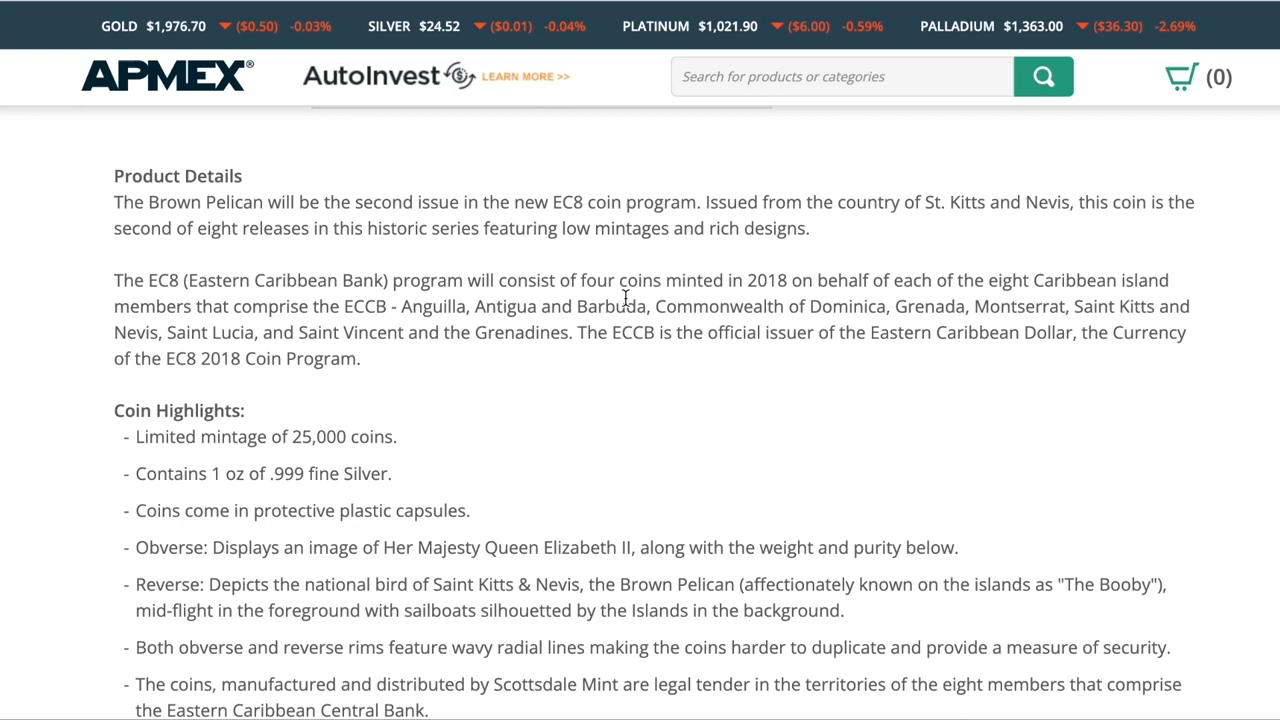 GOLD $1,976.70 ($0.50) -0.03% SILVER $24.52 ($0.01) -0.04% PLATINUM $1,021.90 ($6.00) -0.59% PALLADIUM $1,363.00 ($36.30) -2.69%
APMEX® AutoInvest LEARN MORE >> Search for products or categories (0)
Product Details
The Brown Pelican will be the second issue in the new EC8 coin program. Issued from the country of St. Kitts and Nevis, this coin is the
second of eight releases in this historic series featuring low mintages and rich designs.
The EC8 (Eastern Caribbean Bank) program will consist of four coins minted in 2018 on behalf of each of the eight Caribbean island
members that comprise the ECCB - Anguilla, Antigua and Barbuda, Commonwealth of Dominica, Grenada, Montserrat, Saint Kitts and
Nevis, Saint Lucia, and Saint Vincent and the Grenadines. The ECCB is the official issuer of the Eastern Caribbean Dollar, the Currency
of the EC8 2018 Coin Program.
Coin Highlights:
- Limited mintage of 25,000 coins.
- Contains 1 oz of .999 fine Silver.
- Coins come in protective plastic capsules.
- Obverse: Displays an image of Her Majesty Queen Elizabeth II, along with the weight and purity below.
- Reverse: Depicts the national bird of Saint Kitts & Nevis, the Brown Pelican (affectionately known on the islands as "The Booby"),
mid-flight in the foreground with sailboats silhouetted by the Islands in the background.
- Both obverse and reverse rims feature wavy radial lines making the coins harder to duplicate and provide a measure of security.
- The coins, manufactured and distributed by Scottsdale Mint are legal tender in the territories of the eight members that comprise
the Eastern Caribbean Central Bank.